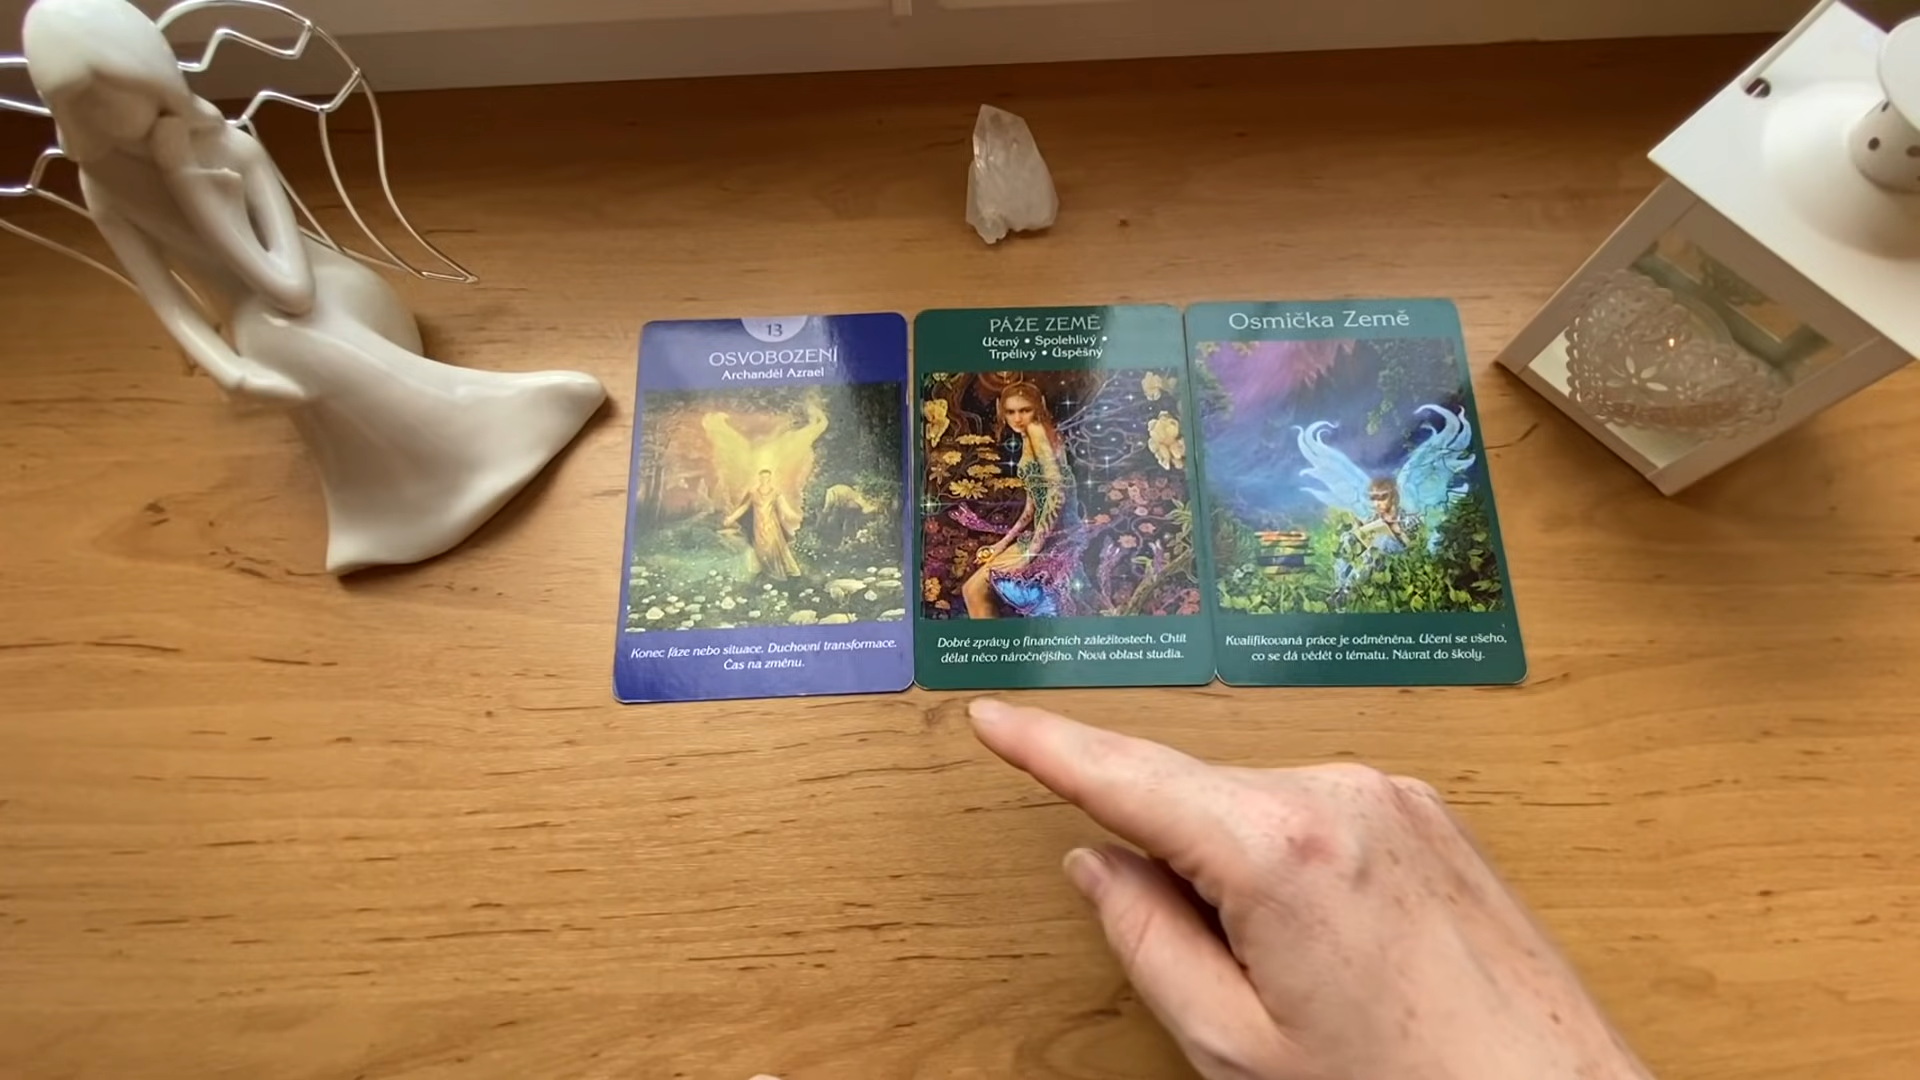 13
OSVOBOZENÍ
Archanděl Azrael
Konec fáze nebo situace. Duchovní transformace.
Čas na změnu.
PÁŽE ZEMĚ
Učený • Spolehlivý •
Trpělivý • Úspěšný
Dobré zprávy o finančních záležitostech. Chtít
dělat něco náročnějšího. Nová oblast studia.
Osmička Země
Kvalifikovaná práce je odměněna. Učení se všeho,
co se dá vědět o tématu. Návrat do školy.